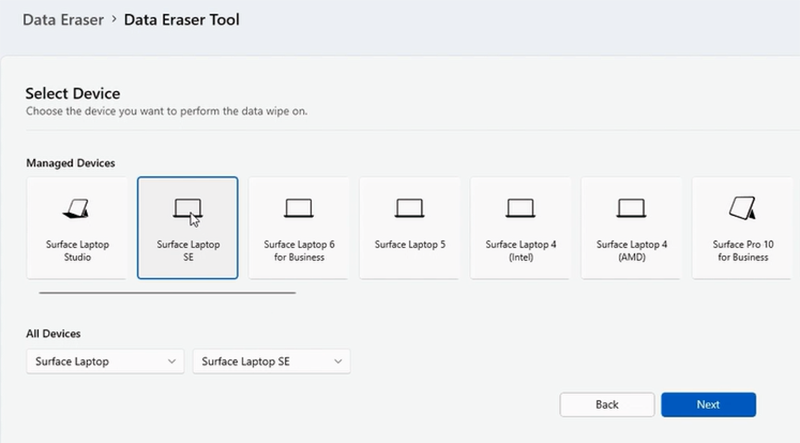 Data Eraser > Data Eraser Tool
Select Device
Choose the device you want to perform the data wipe on.
Managed Devices
Surface Laptop
Studio
Surface Laptop
SE
Surface Laptop 6
for Business
Surface Laptop 5
Surface Laptop 4
(Intel)
Surface Laptop 4
(AMD)
Surface Pro 10
for Business
All Devices
Surface Laptop
Surface Laptop SE
Back
Next